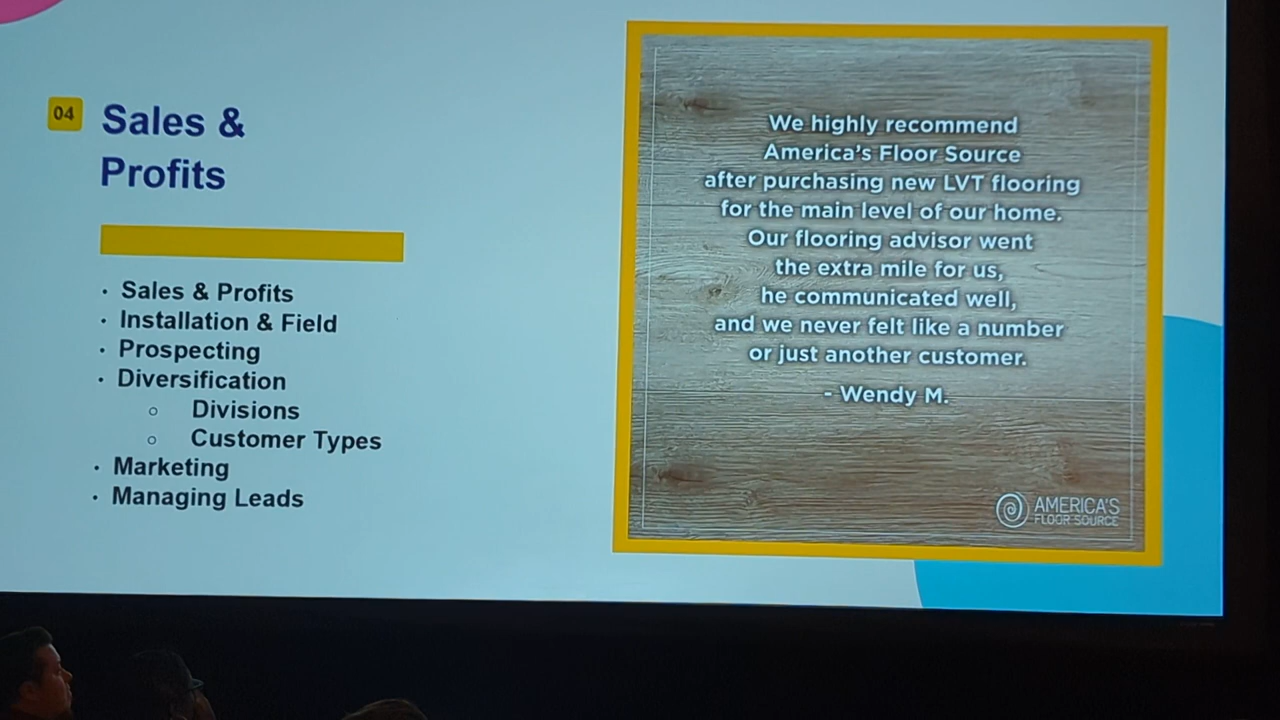 04
Sales &
Profits
· Sales & Profits
· Installation & Field
· Prospecting
· Diversification
○ Divisions
○ Customer Types
· Marketing
· Managing Leads
We highly recommend
America's Floor Source
after purchasing new LVT flooring
for the main level of our home.
Our flooring advisor went
the extra mile for us,
he communicated well,
and we never felt like a number
or just another customer.
- Wendy M.
AMERICA'S
FLOOR SOURCE